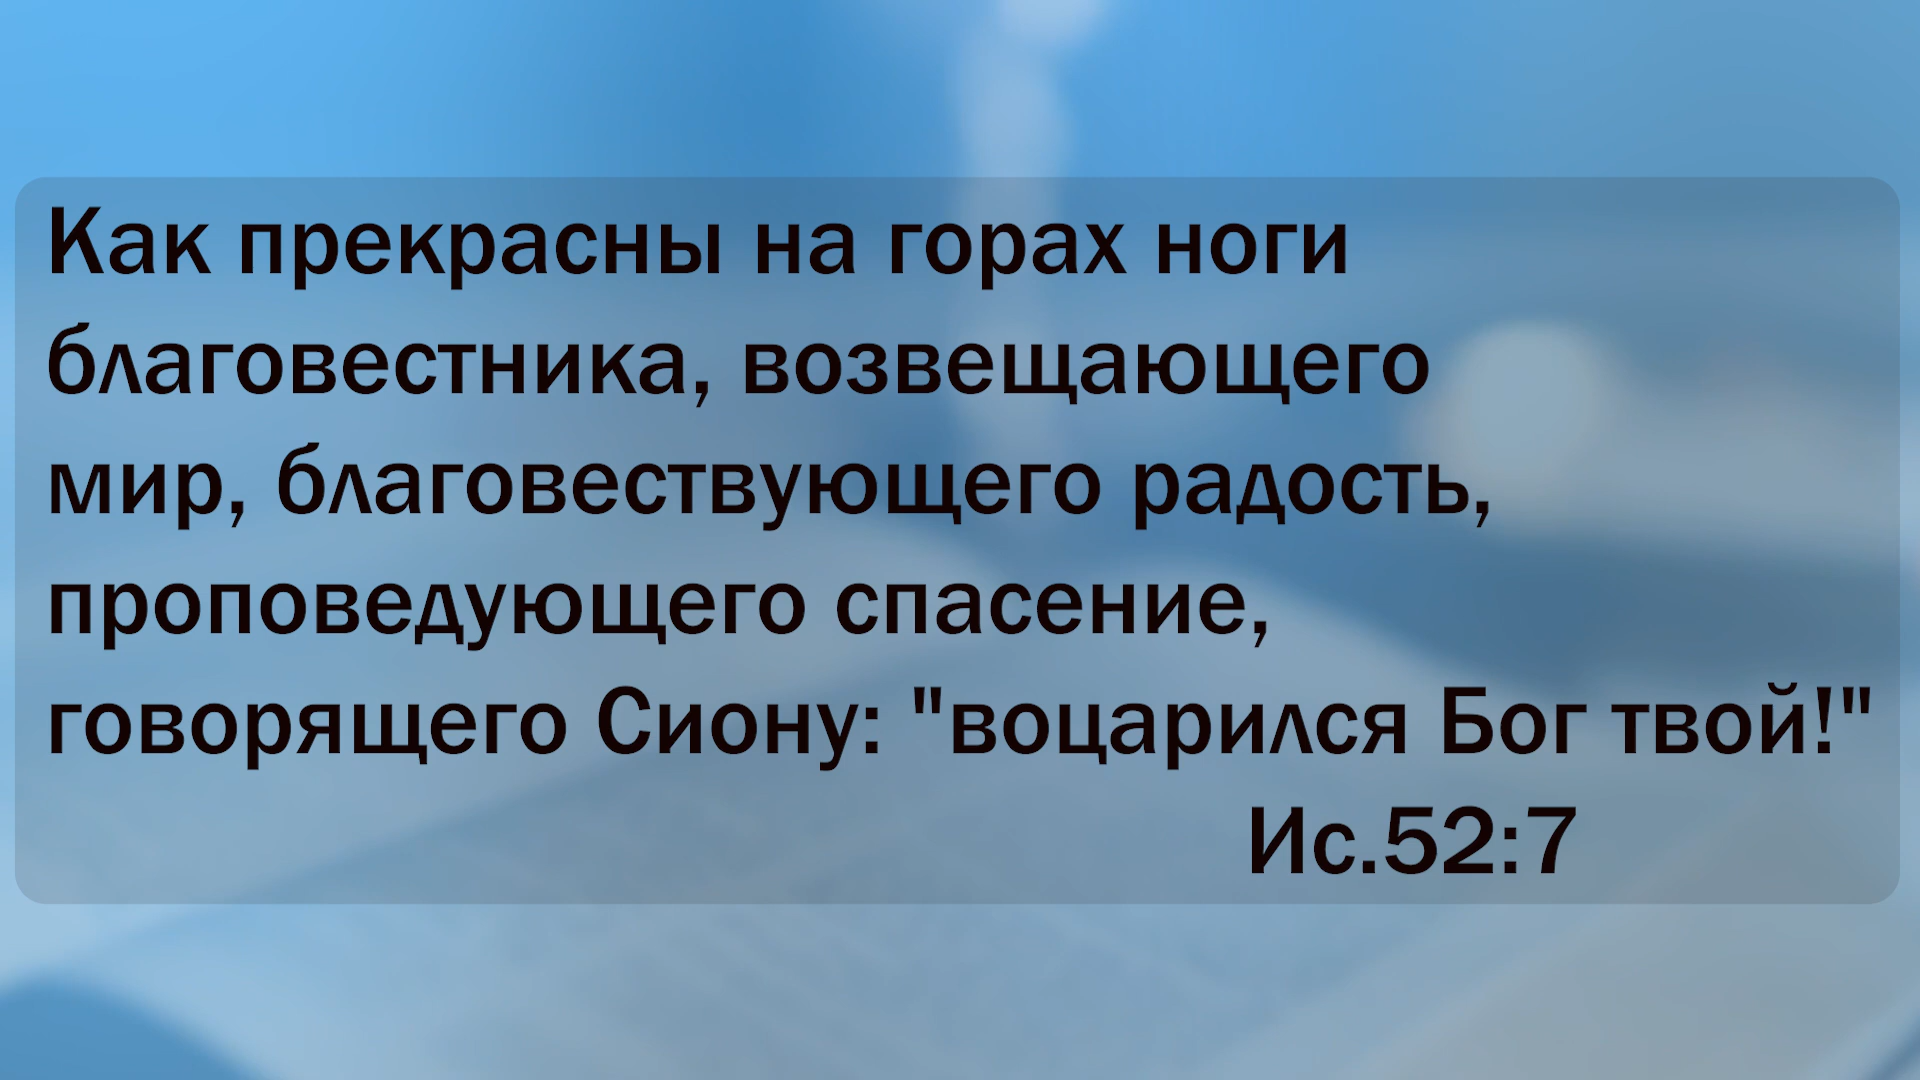 Как прекрасны на горах ноги
благовестника, возвещающего
мир, благовествующего радость,
проповедующего спасение,
говорящего Сиону: "воцарился Бог твой!"
Ис.52:7